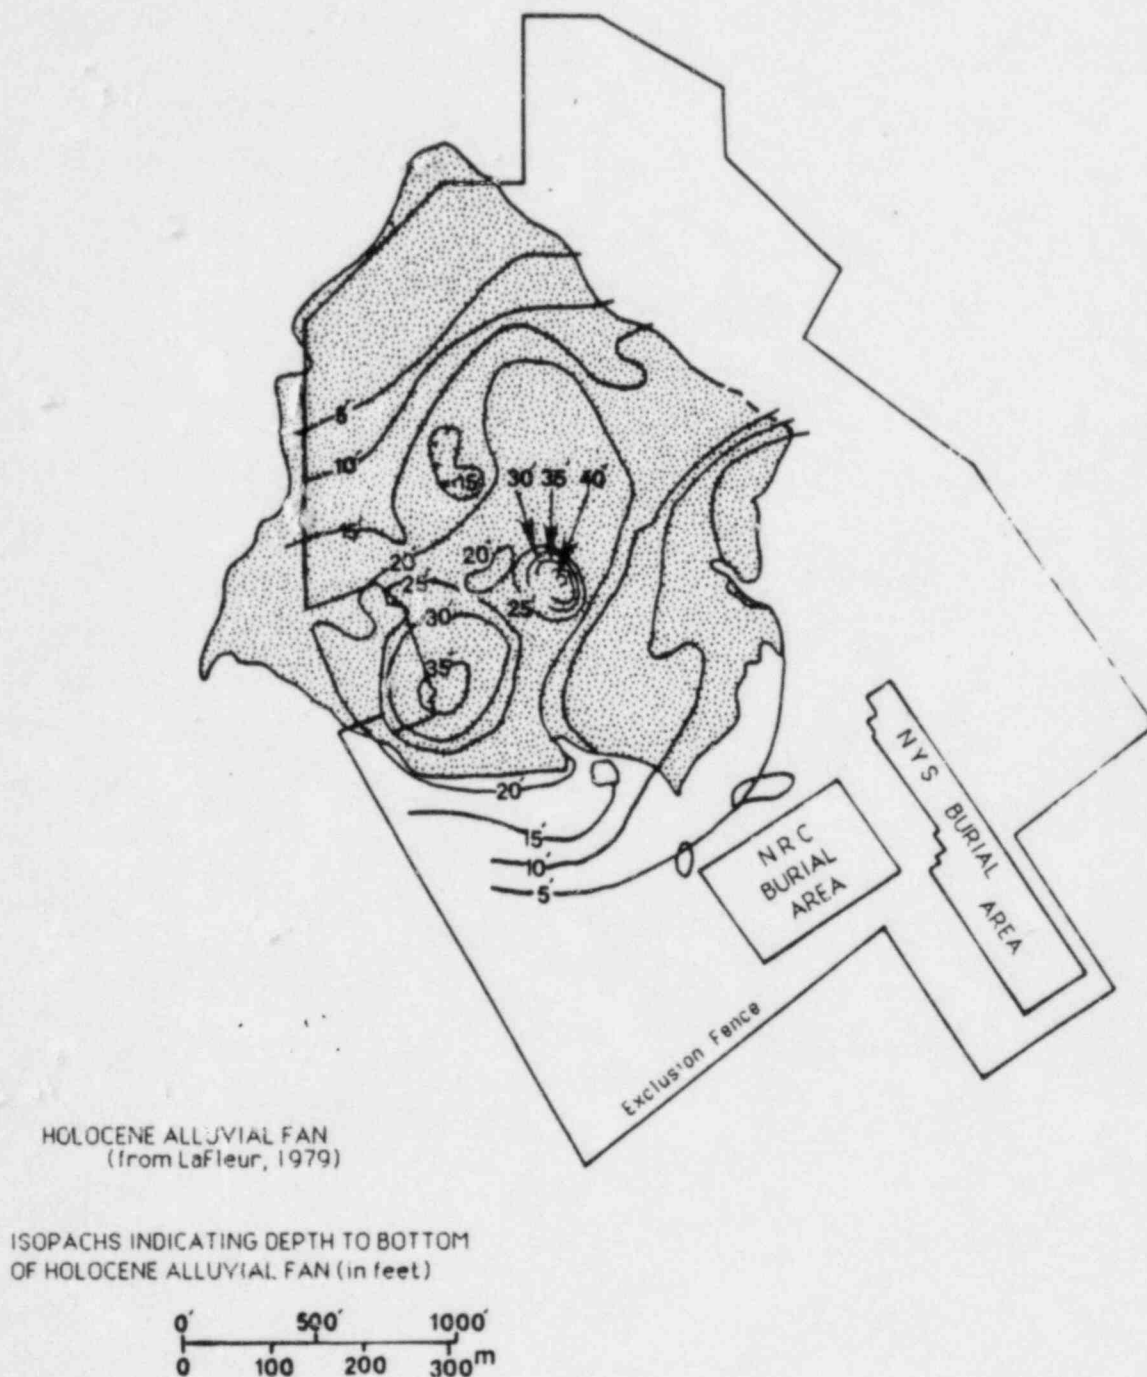 5'
10'
15'
15'
30' 35' 40'
20'
20'
25'
25'
30'
35'
20'
15'
10'
5'
NYS BURIAL AREA
NRC
BURIAL
AREA
Exclusion Fence
HOLOCENE ALLUVIAL FAN
(from LaFleur, 1979)
ISOPACHS INDICATING DEPTH TO BOTTOM
OF HOLOCENE ALLUVIAL FAN (in feet)
0' 500' 1000'
0 100 200 300m